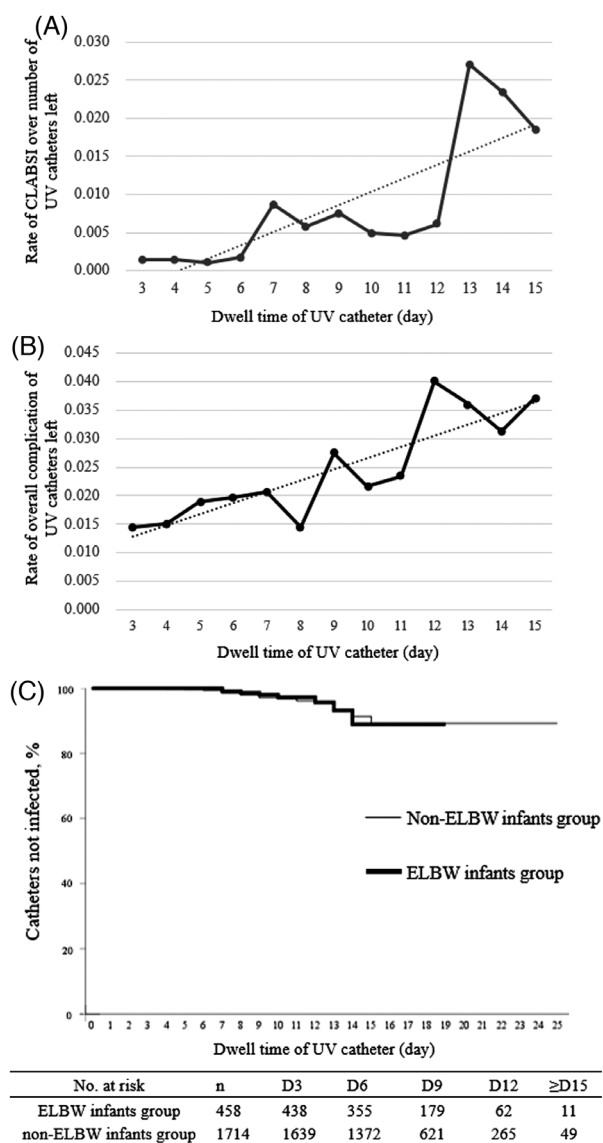 (A)
Rate of CLABSI over number of
UV catheters left
0.030
0.025
0.020
0.015
0.010
0.005
0.000
3 4 5 6 7 8 9 10 11 12 13 14 15
Dwell time of UV catheter (day)
(B)
Rate of overall complication of
UV catheters left
0.045
0.040
0.035
0.030
0.025
0.020
0.015
0.010
0.005
0.000
3 4 5 6 7 8 9 10 11 12 13 14 15
Dwell time of UV catheter (day)
(C)
Catheters not infected, %
100
80
60
40
20
0
Non-ELBW infants group
ELBW infants group
0 1 2 3 4 5 6 7 8 9 10 11 12 13 14 15 16 17 18 19 20 21 22 23 24 25
Dwell time of UV catheter (day)
No. at risk n D3 D6 D9 D12 ≥D15
ELBW infants group 458 438 355 179 62 11
non-ELBW infants group 1714 1639 1372 621 265 49